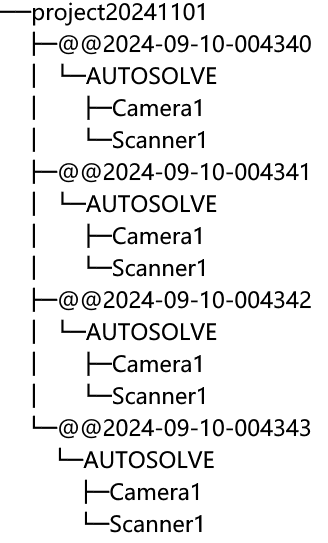 ──project20241101
├─@@2024-09-10-004340
│ └─AUTOSOLVE
│ ├─Camera1
│ └─Scanner1
├─@@2024-09-10-004341
│ └─AUTOSOLVE
│ ├─Camera1
│ └─Scanner1
├─@@2024-09-10-004342
│ └─AUTOSOLVE
│ ├─Camera1
│ └─Scanner1
└─@@2024-09-10-004343
└─AUTOSOLVE
├─Camera1
└─Scanner1